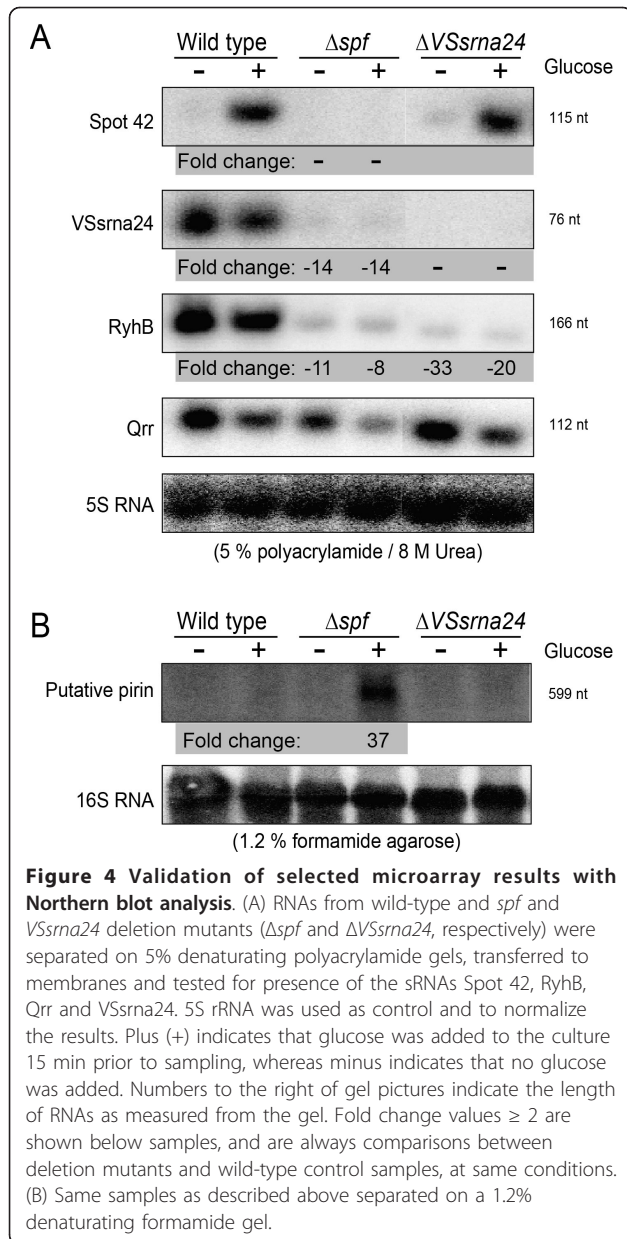 A
Wild type Δspf ΔVSsrna24
− + − + − + Glucose
Spot 42 115 nt
Fold change: − −
VSsrna24 76 nt
Fold change: -14 -14 − −
RyhB 166 nt
Fold change: -11 -8 -33 -20
Qrr 112 nt
5S RNA
(5 % polyacrylamide / 8 M Urea)
B
Wild type Δspf ΔVSsrna24
− + − + − + Glucose
Putative pirin 599 nt
Fold change: 37
16S RNA
(1.2 % formamide agarose)
Figure 4 Validation of selected microarray results with
Northern blot analysis. (A) RNAs from wild-type and spf and
VSsrna24 deletion mutants (Δspf and ΔVSsrna24, respectively) were
separated on 5% denaturating polyacrylamide gels, transferred to
membranes and tested for presence of the sRNAs Spot 42, RyhB,
Qrr and VSsrna24. 5S rRNA was used as control and to normalize
the results. Plus (+) indicates that glucose was added to the culture
15 min prior to sampling, whereas minus indicates that no glucose
was added. Numbers to the right of gel pictures indicate the length
of RNAs as measured from the gel. Fold change values ≥ 2 are
shown below samples, and are always comparisons between
deletion mutants and wild-type control samples, at same conditions.
(B) Same samples as described above separated on a 1.2%
denaturating formamide gel.